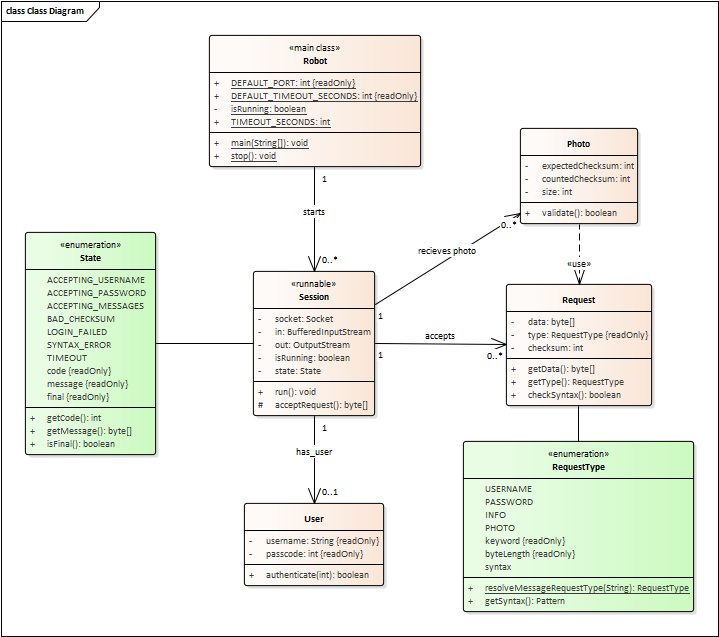 class Class Diagram
«main class»
Robot
+ DEFAULT_PORT: int {readOnly}
+ DEFAULT_TIMEOUT_SECONDS: int {readOnly}
- isRunning: boolean
+ TIMEOUT_SECONDS: int
+ main(String[]): void
+ stop(): void
1
starts
0..*
Photo
- expectedChecksum: int
- countedChecksum: int
- size: int
+ validate(): boolean
0..*
recieves photo
1
«use»
«enumeration»
State
ACCEPTING_USERNAME
ACCEPTING_PASSWORD
ACCEPTING_MESSAGES
BAD_CHECKSUM
LOGIN_FAILED
SYNTAX_ERROR
TIMEOUT
code {readOnly}
message {readOnly}
final {readOnly}
+ getCode(): int
+ getMessage(): byte[]
+ isFinal(): boolean
«runnable»
Session
- socket: Socket
- in: BufferedInputStream
- out: OutputStream
- isRunning: boolean
- state: State
+ run(): void
# acceptRequest(): byte[]
accepts
1
0..*
Request
- data: byte[]
- type: RequestType {readOnly}
- checksum: int
+ getData(): byte[]
+ getType(): RequestType
+ checkSyntax(): boolean
1
has_user
0..1
User
- username: String {readOnly}
- passcode: int {readOnly}
+ authenticate(int): boolean
«enumeration»
RequestType
USERNAME
PASSWORD
INFO
PHOTO
keyword {readOnly}
byteLength {readOnly}
syntax
+ resolveMessageRequestType(String): RequestType
+ getSyntax(): Pattern